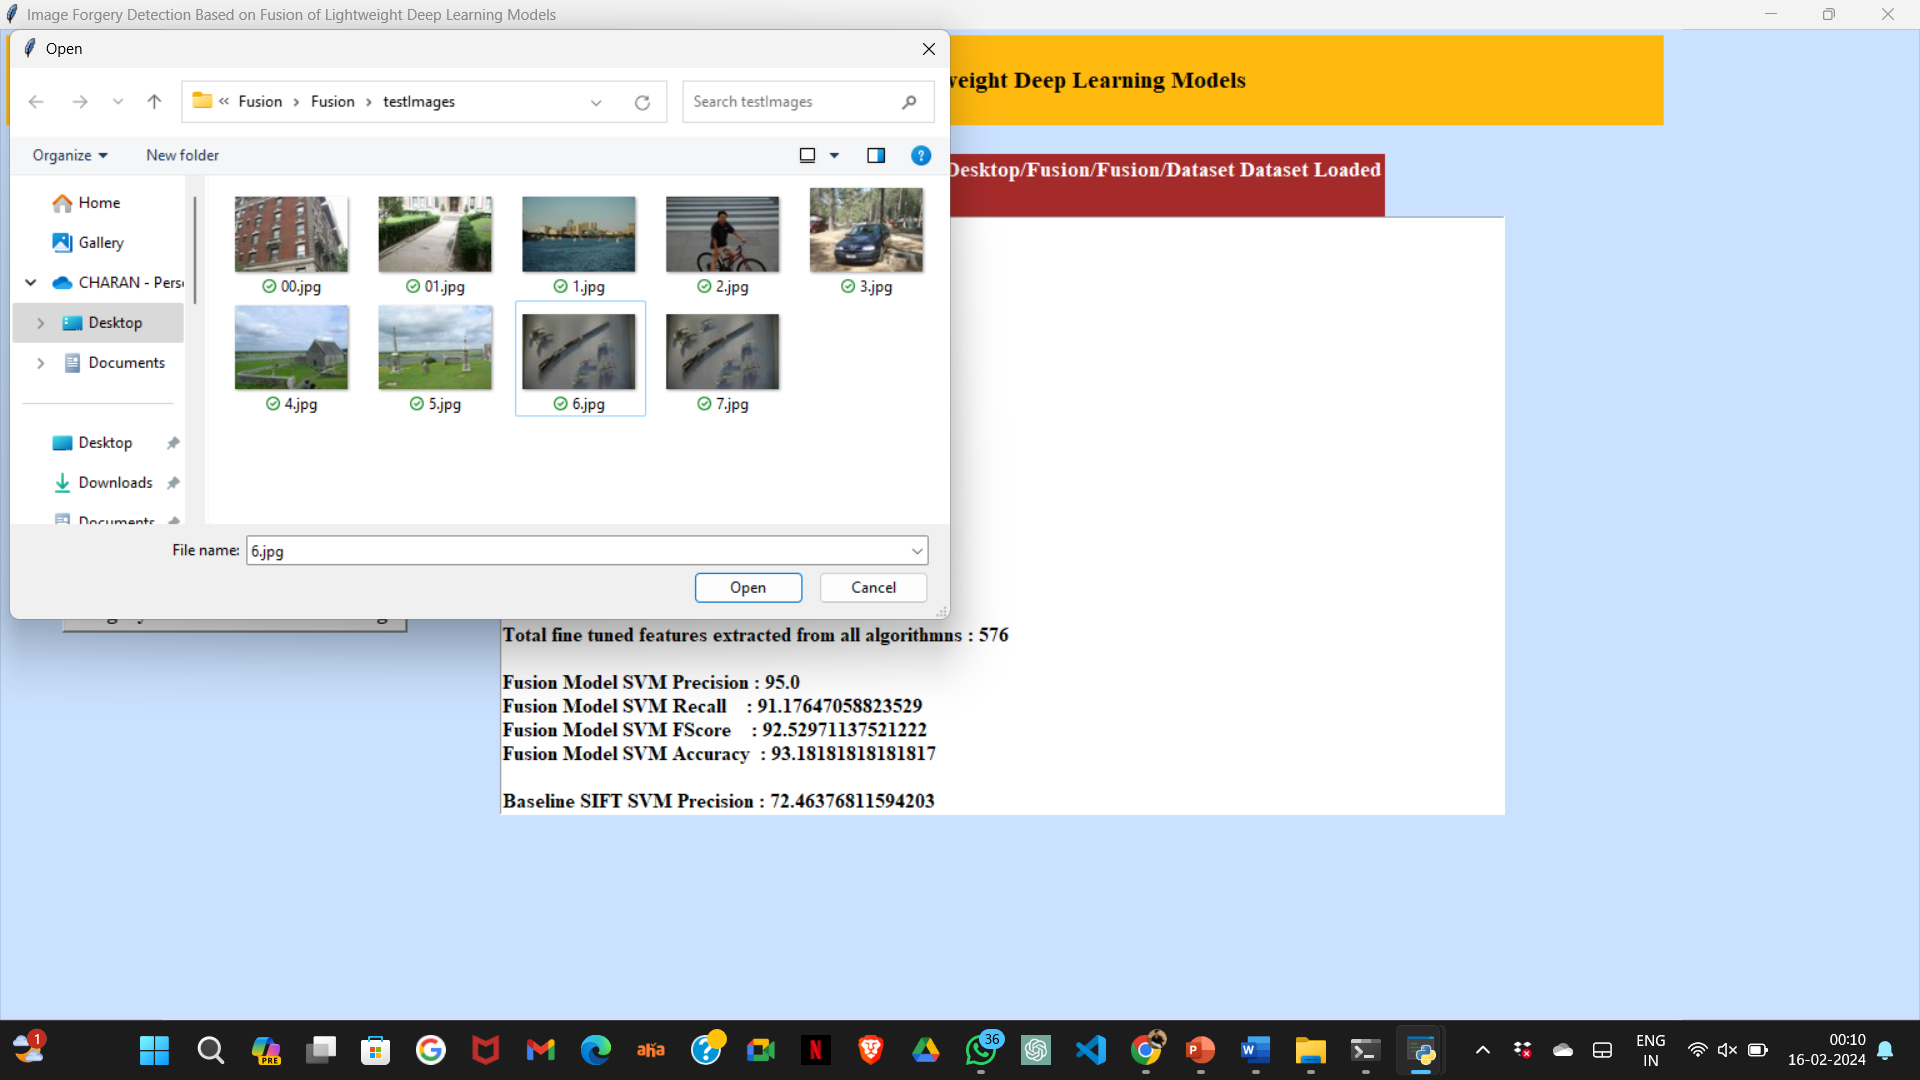 Image Forgery Detection Based on Fusion of Lightweight Deep Learning Models
Open
weight Deep Learning Models
« Fusion > Fusion > testImages
Search testImages
Organize
New folder
Desktop/Fusion/Fusion/Dataset Dataset Loaded
Home
Gallery
CHARAN - Pers
Desktop
Documents
Desktop
Downloads
Documents
00.jpg
01.jpg
1.jpg
2.jpg
3.jpg
4.jpg
5.jpg
6.jpg
7.jpg
File name: 6.jpg
Open
Cancel
Total fine tuned features extracted from all algorithmns : 576
Fusion Model SVM Precision : 95.0
Fusion Model SVM Recall : 91.17647058823529
Fusion Model SVM FScore : 92.52971137521222
Fusion Model SVM Accuracy : 93.18181818181817
Baseline SIFT SVM Precision : 72.46376811594203
1
PRE
aha
36
ENG
IN
00:10
16-02-2024